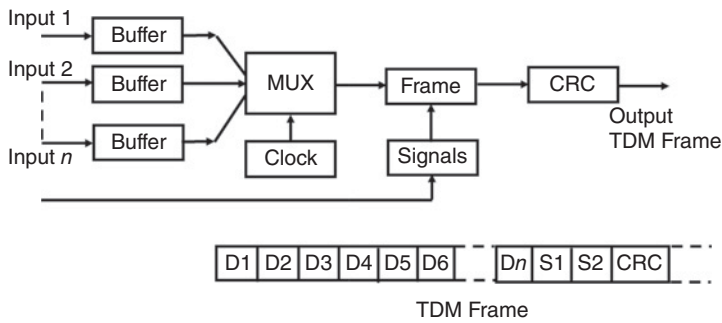 Input 1
Buffer
Input 2
Buffer
MUX
Frame
CRC
Output
TDM Frame
Input n
Buffer
Clock
Signals
D1 D2 D3 D4 D5 D6 Dn S1 S2 CRC
TDM Frame